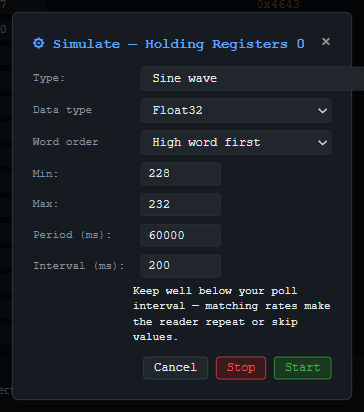 0x4643
⚙ Simulate — Holding Registers 0 ✕
Type: Sine wave
Data type Float32
Word order High word first
Min: 228
Max: 232
Period (ms): 60000
Interval (ms): 200
Keep well below your poll
interval — matching rates make
the reader repeat or skip
values.
Cancel Stop Start